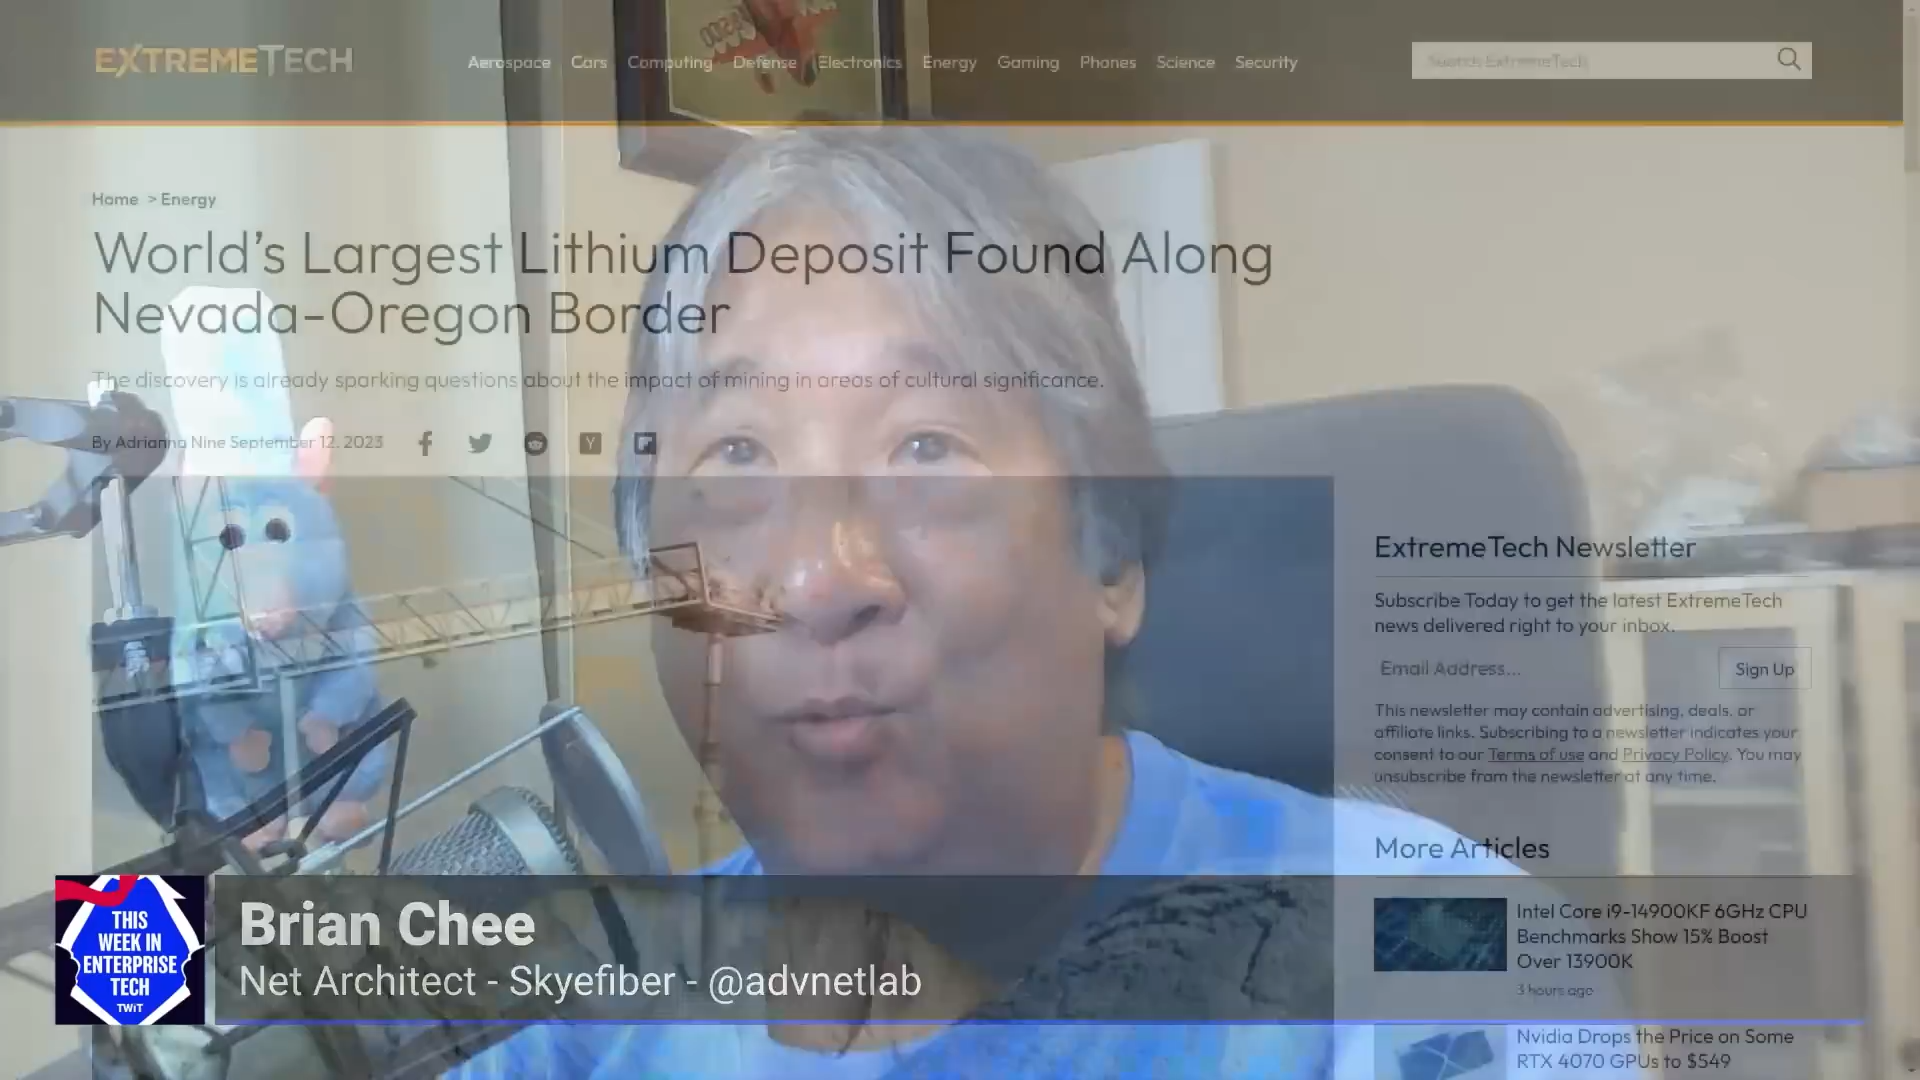 EXTREMETECH
Aerospace Cars Computing Defense Electronics Energy Gaming Phones Science Security
Search ExtremeTech
Home > Energy
World's Largest Lithium Deposit Found Along
Nevada-Oregon Border
The discovery is already sparking questions about the impact of mining in areas of cultural significance.
By Adrianna Nine September 12, 2023
ExtremeTech Newsletter
Subscribe Today to get the latest ExtremeTech
news delivered right to your inbox.
Email Address...
Sign Up
This newsletter may contain advertising, deals, or
affiliate links. Subscribing to a newsletter indicates your
consent to our Terms of use and Privacy Policy. You may
unsubscribe from the newsletter at any time.
More Articles
Intel Core i9-14900KF 6GHz CPU
Benchmarks Show 15% Boost
Over 13900K
3 hours ago
Nvidia Drops the Price on Some
RTX 4070 GPUs to $549
THIS
WEEK IN
ENTERPRISE
TECH
TWiT
Brian Chee
Net Architect - Skyefiber - @advnetlab